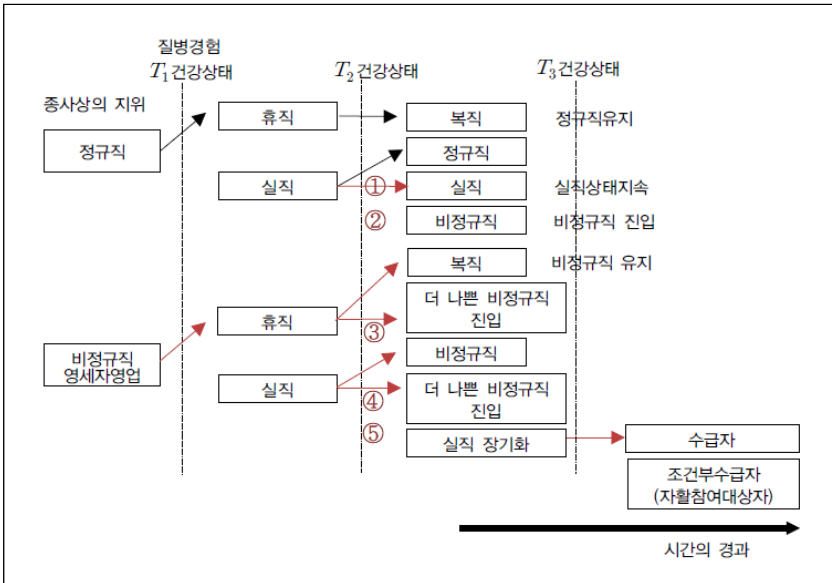 질병경험
T₁건강상태
T₂건강상태
T₃건강상태
종사상의 지위
정규직
휴직
복직
정규직유지
정규직
실직
①
실직
실직상태지속
②
비정규직
비정규직 진입
복직
비정규직 유지
휴직
더 나쁜 비정규직
진입
③
비정규직
영세자영업
비정규직
실직
④
더 나쁜 비정규직
진입
⑤
실직 장기화
수급자
조건부수급자
(자활참여대상자)
시간의 경과